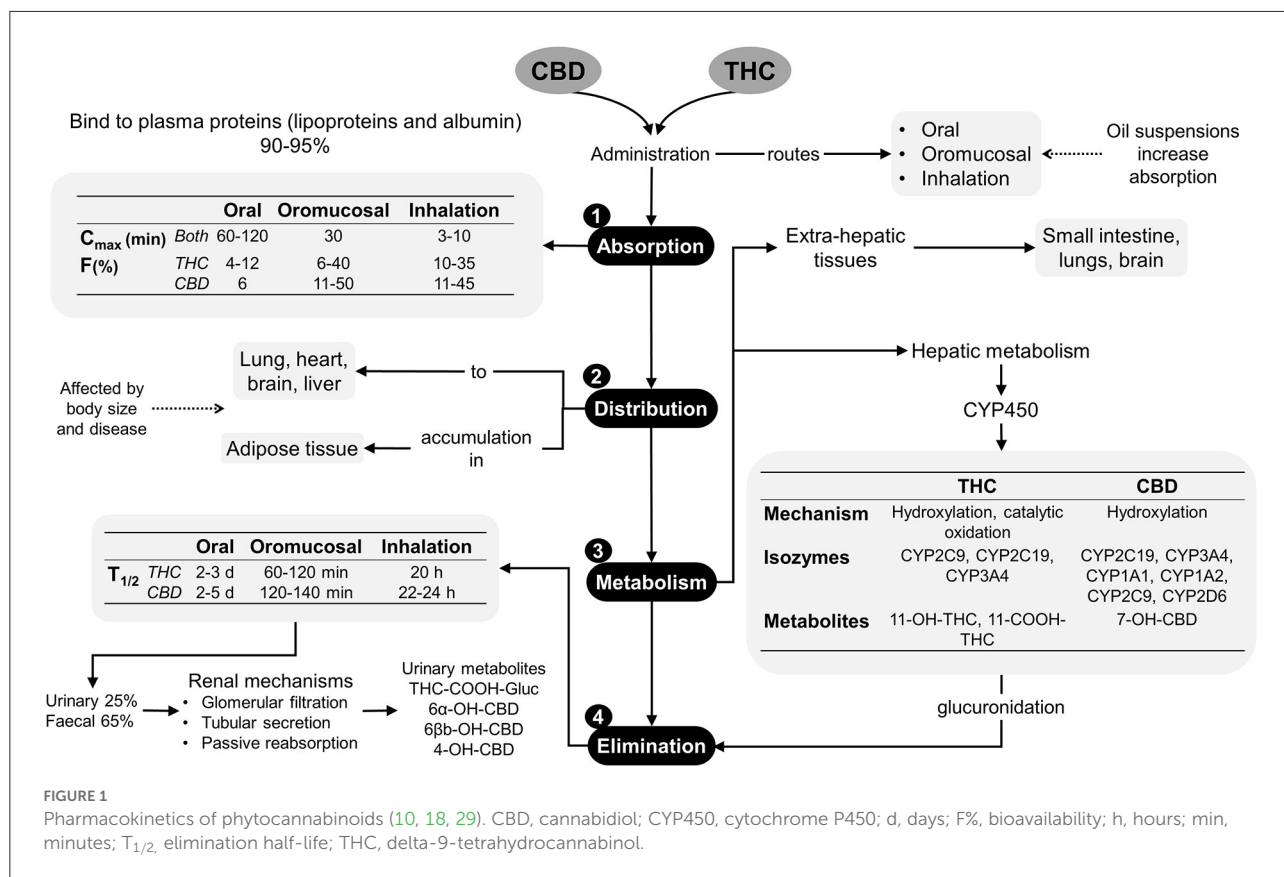 CBD
THC
Bind to plasma proteins (lipoproteins and albumin)
90-95%
Administration
routes
• Oral
• Oromucosal
• Inhalation
Oil suspensions
increase
absorption
1
Absorption
Oral Oromucosal Inhalation
Cmax (min) Both 60-120 30 3-10
F(%) THC 4-12 6-40 10-35
CBD 6 11-50 11-45
Extra-hepatic
tissues
Small intestine,
lungs, brain
2
Distribution
to
Lung, heart,
brain, liver
Affected by
body size
and disease
accumulation
in
Adipose tissue
3
Metabolism
Hepatic metabolism
CYP450
THC CBD
Mechanism Hydroxylation, catalytic Hydroxylation
oxidation
Isozymes CYP2C9, CYP2C19, CYP2C19, CYP3A4,
CYP3A4 CYP1A1, CYP1A2,
CYP2C9, CYP2D6
Metabolites 11-OH-THC, 11-COOH- 7-OH-CBD
THC
glucuronidation
4
Elimination
Oral Oromucosal Inhalation
T1/2 THC 2-3 d 60-120 min 20 h
CBD 2-5 d 120-140 min 22-24 h
Urinary 25%
Faecal 65%
Renal mechanisms
• Glomerular filtration
• Tubular secretion
• Passive reabsorption
Urinary metabolites
THC-COOH-Gluc
6α-OH-CBD
6βb-OH-CBD
4-OH-CBD
FIGURE 1
Pharmacokinetics of phytocannabinoids (10, 18, 29). CBD, cannabidiol; CYP450, cytochrome P450; d, days; F%, bioavailability; h, hours; min,
minutes; T1/2, elimination half-life; THC, delta-9-tetrahydrocannabinol.